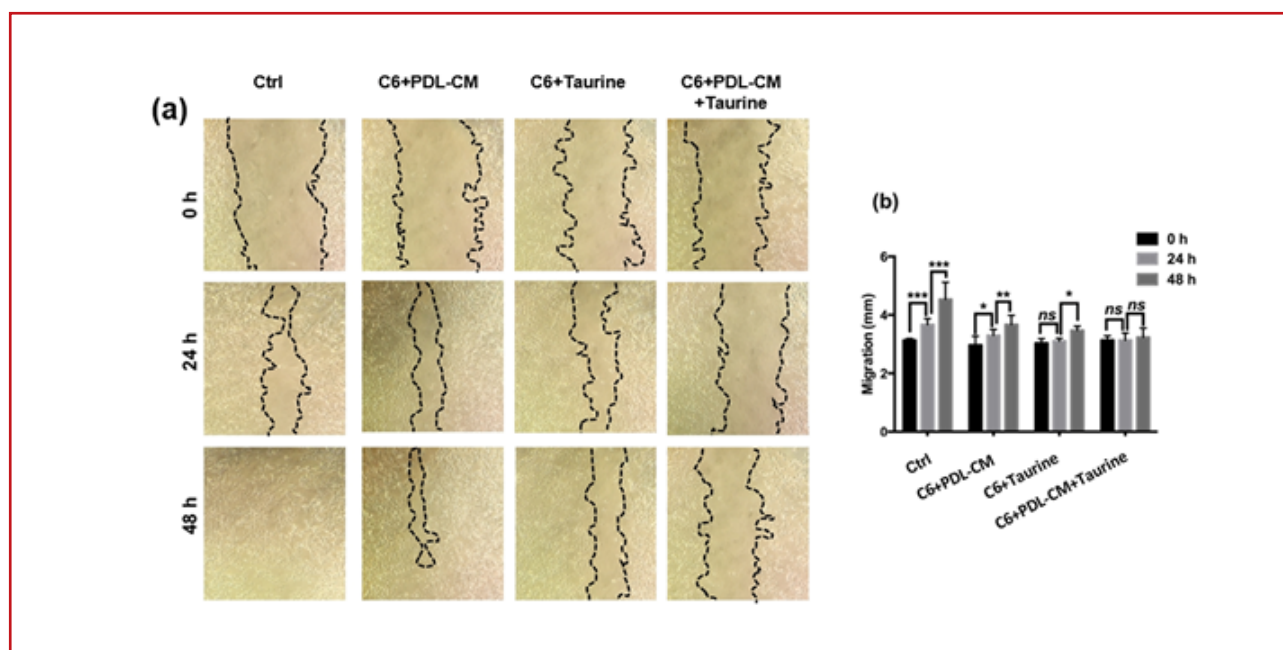 (a)
Ctrl
C6+PDL-CM
C6+Taurine
C6+PDL-CM
+Taurine
0 h
24 h
48 h
(b)
0 h
24 h
48 h
Migration (mm)
6
4
2
0
*** ***
* **
ns *
ns ns
Ctrl
C6+PDL-CM
C6+Taurine
C6+PDL-CM+Taurine